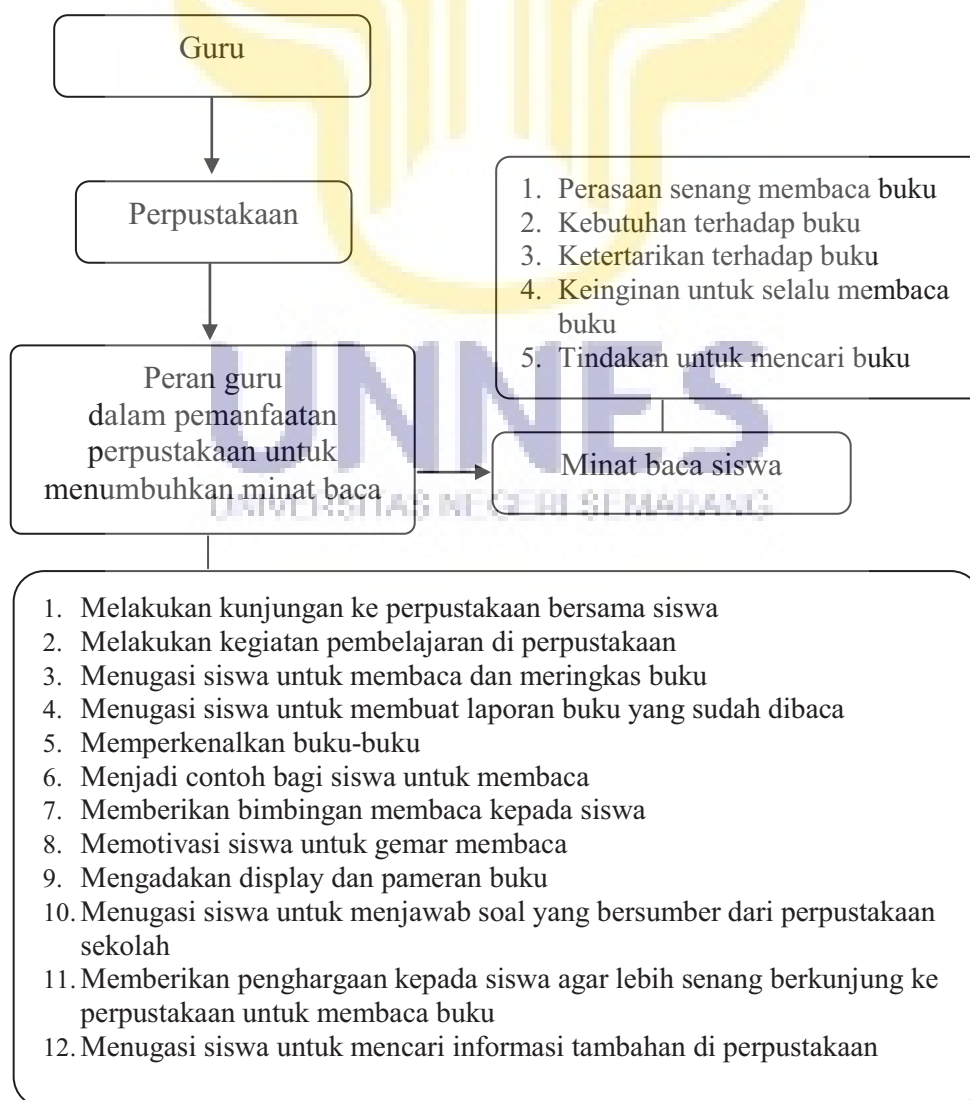 Guru
Perpustakaan
1. Perasaan senang membaca buku
2. Kebutuhan terhadap buku
3. Ketertarikan terhadap buku
4. Keinginan untuk selalu membaca
buku
5. Tindakan untuk mencari buku
Peran guru
dalam pemanfaatan
perpustakaan untuk
menumbuhkan minat baca
Minat baca siswa
UNNES
UNIVERSITAS NEGERI SEMARANG
1. Melakukan kunjungan ke perpustakaan bersama siswa
2. Melakukan kegiatan pembelajaran di perpustakaan
3. Menugasi siswa untuk membaca dan meringkas buku
4. Menugasi siswa untuk membuat laporan buku yang sudah dibaca
5. Memperkenalkan buku-buku
6. Menjadi contoh bagi siswa untuk membaca
7. Memberikan bimbingan membaca kepada siswa
8. Memotivasi siswa untuk gemar membaca
9. Mengadakan display dan pameran buku
10. Menugasi siswa untuk menjawab soal yang bersumber dari perpustakaan
sekolah
11. Memberikan penghargaan kepada siswa agar lebih senang berkunjung ke
perpustakaan untuk membaca buku
12. Menugasi siswa untuk mencari informasi tambahan di perpustakaan